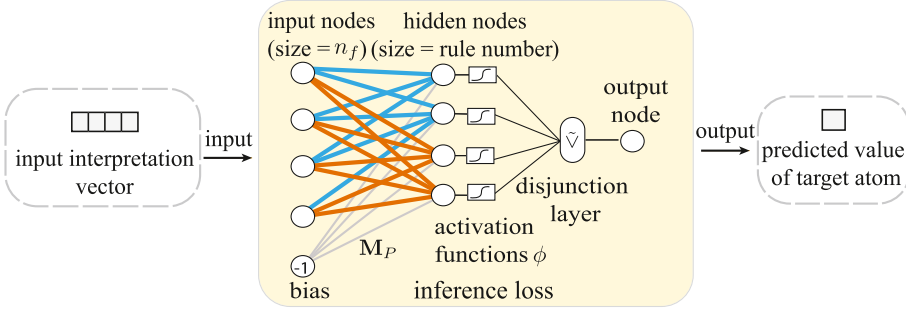 input interpretation
vector
input
input nodes
(size = n_f)
hidden nodes
(size = rule number)
-1
bias
M_P
activation
functions ϕ
∨̃
disjunction
layer
output
node
inference loss
output
predicted value
of target atom